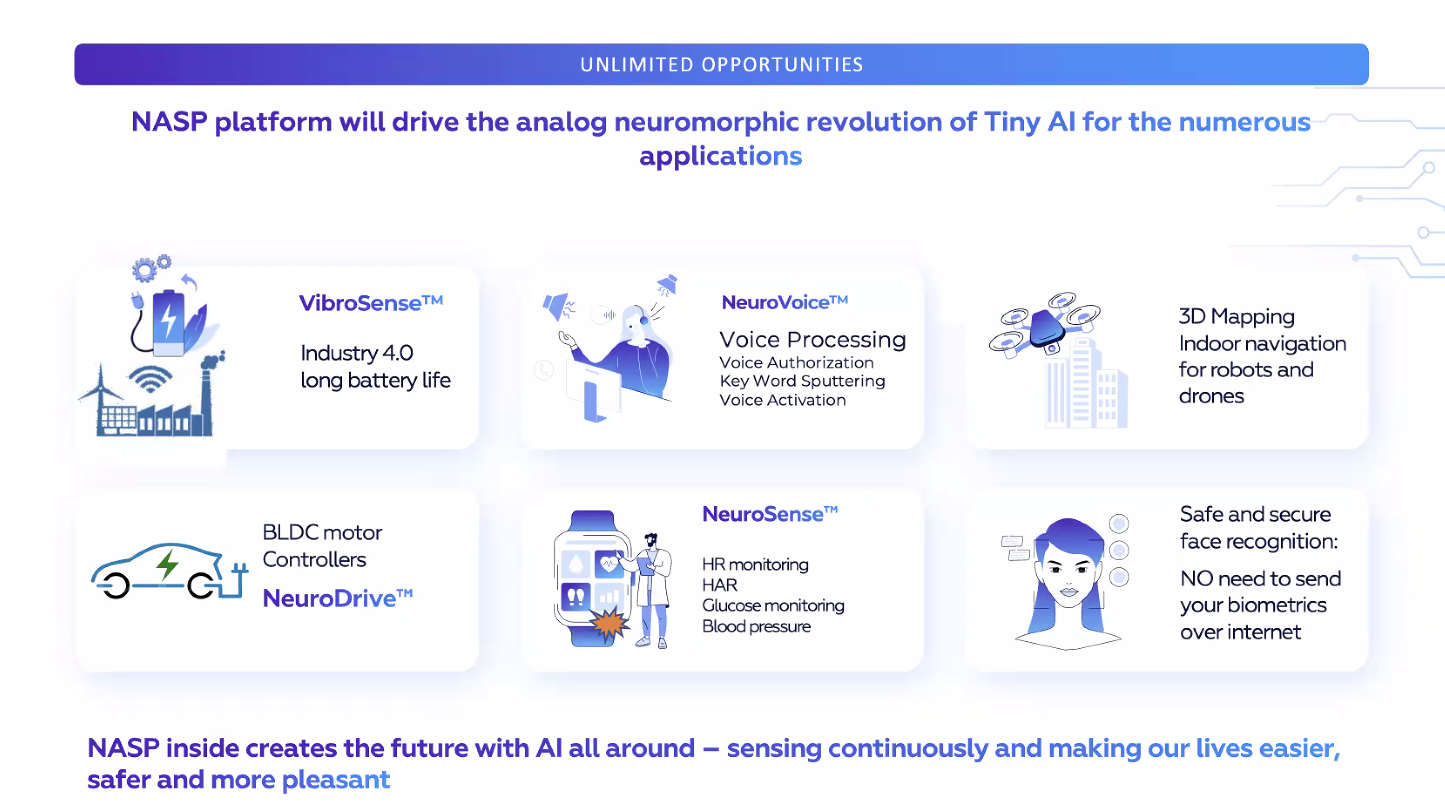 UNLIMITED OPPORTUNITIES
NASP platform will drive the analog neuromorphic revolution of Tiny AI for the numerous
applications
VibroSense™
Industry 4.0
long battery life
NeuroVoice™
Voice Processing
Voice Authorization
Key Word Sputtering
Voice Activation
3D Mapping
Indoor navigation
for robots and
drones
BLDC motor
Controllers
NeuroDrive™
NeuroSense™
HR monitoring
HAR
Glucose monitoring
Blood pressure
Safe and secure
face recognition:
NO need to send
your biometrics
over internet
NASP inside creates the future with AI all around – sensing continuously and making our lives easier,
safer and more pleasant